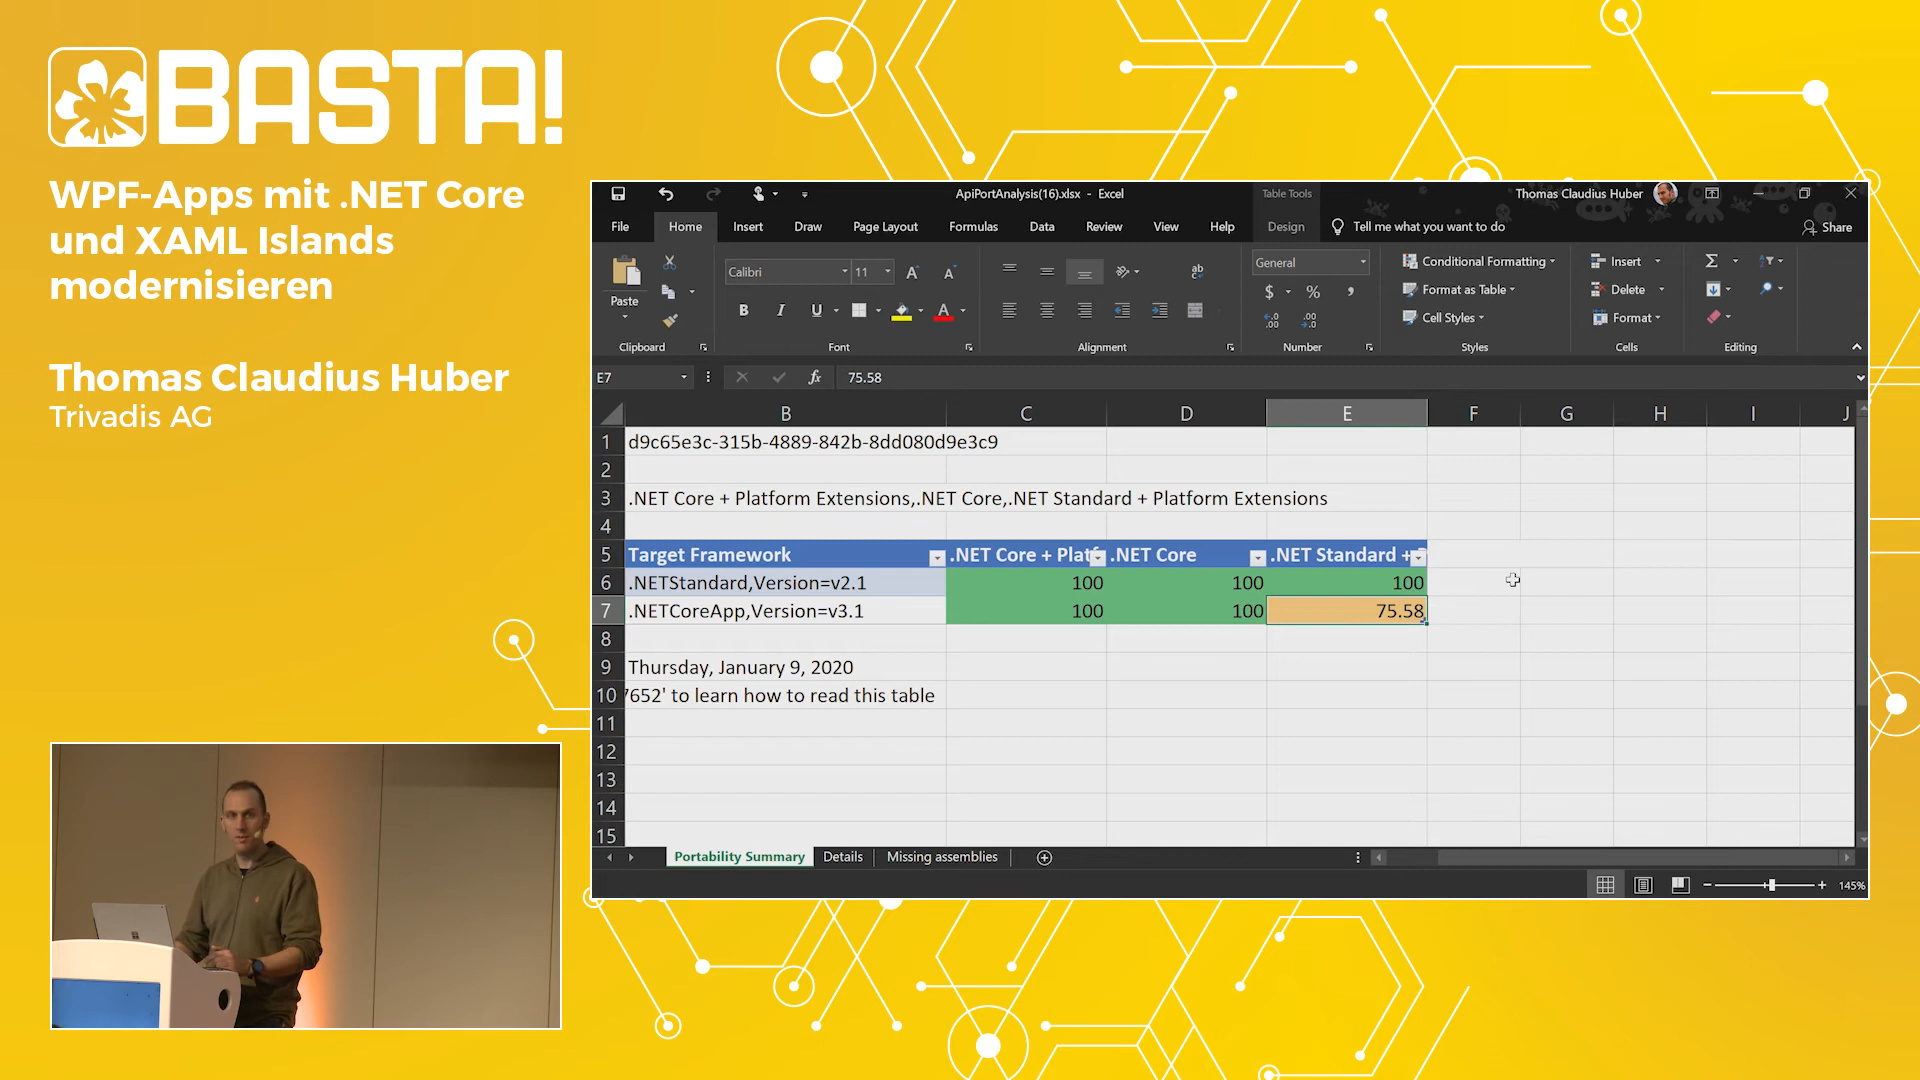 BASTA!
WPF-Apps mit .NET Core
und XAML Islands
modernisieren
Thomas Claudius Huber
Trivadis AG
ApiPortAnalysis(16).xlsx - Excel
Table Tools
Thomas Claudius Huber
File Home Insert Draw Page Layout Formulas Data Review View Help Design Tell me what you want to do Share
Paste
Calibri 11
General
Conditional Formatting
Format as Table
Cell Styles
Insert
Delete
Format
Clipboard Font Alignment Number Styles Cells Editing
E7 fx 75.58
B C D E F G H I J
1 d9c65e3c-315b-4889-842b-8dd080d9e3c9
2
3 .NET Core + Platform Extensions,.NET Core,.NET Standard + Platform Extensions
4
5 Target Framework .NET Core + Platf .NET Core .NET Standard +
6 .NETStandard,Version=v2.1 100 100 100
7 .NETCoreApp,Version=v3.1 100 100 75.58
8
9 Thursday, January 9, 2020
10 7652' to learn how to read this table
11
12
13
14
15
Portability Summary Details Missing assemblies
145%